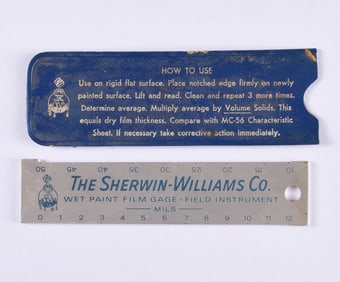 HOW TO USE
Use on rigid flat surface. Place notched edge firmly on newly
painted surface. Lift and read. Clean and repeat 3 more times.
Determine average. Multiply average by Volume Solids. This
equals dry film thickness. Compare with MC-56 Characteristic
Sheet. If necessary take corrective action immediately.
50 45 40 35 30 25 20 15 10
THE SHERWIN-WILLIAMS CO.
WET PAINT FILM GAGE - FIELD INSTRUMENT
MILS
0 1 2 3 4 5 6 7 8 9 10 11 12